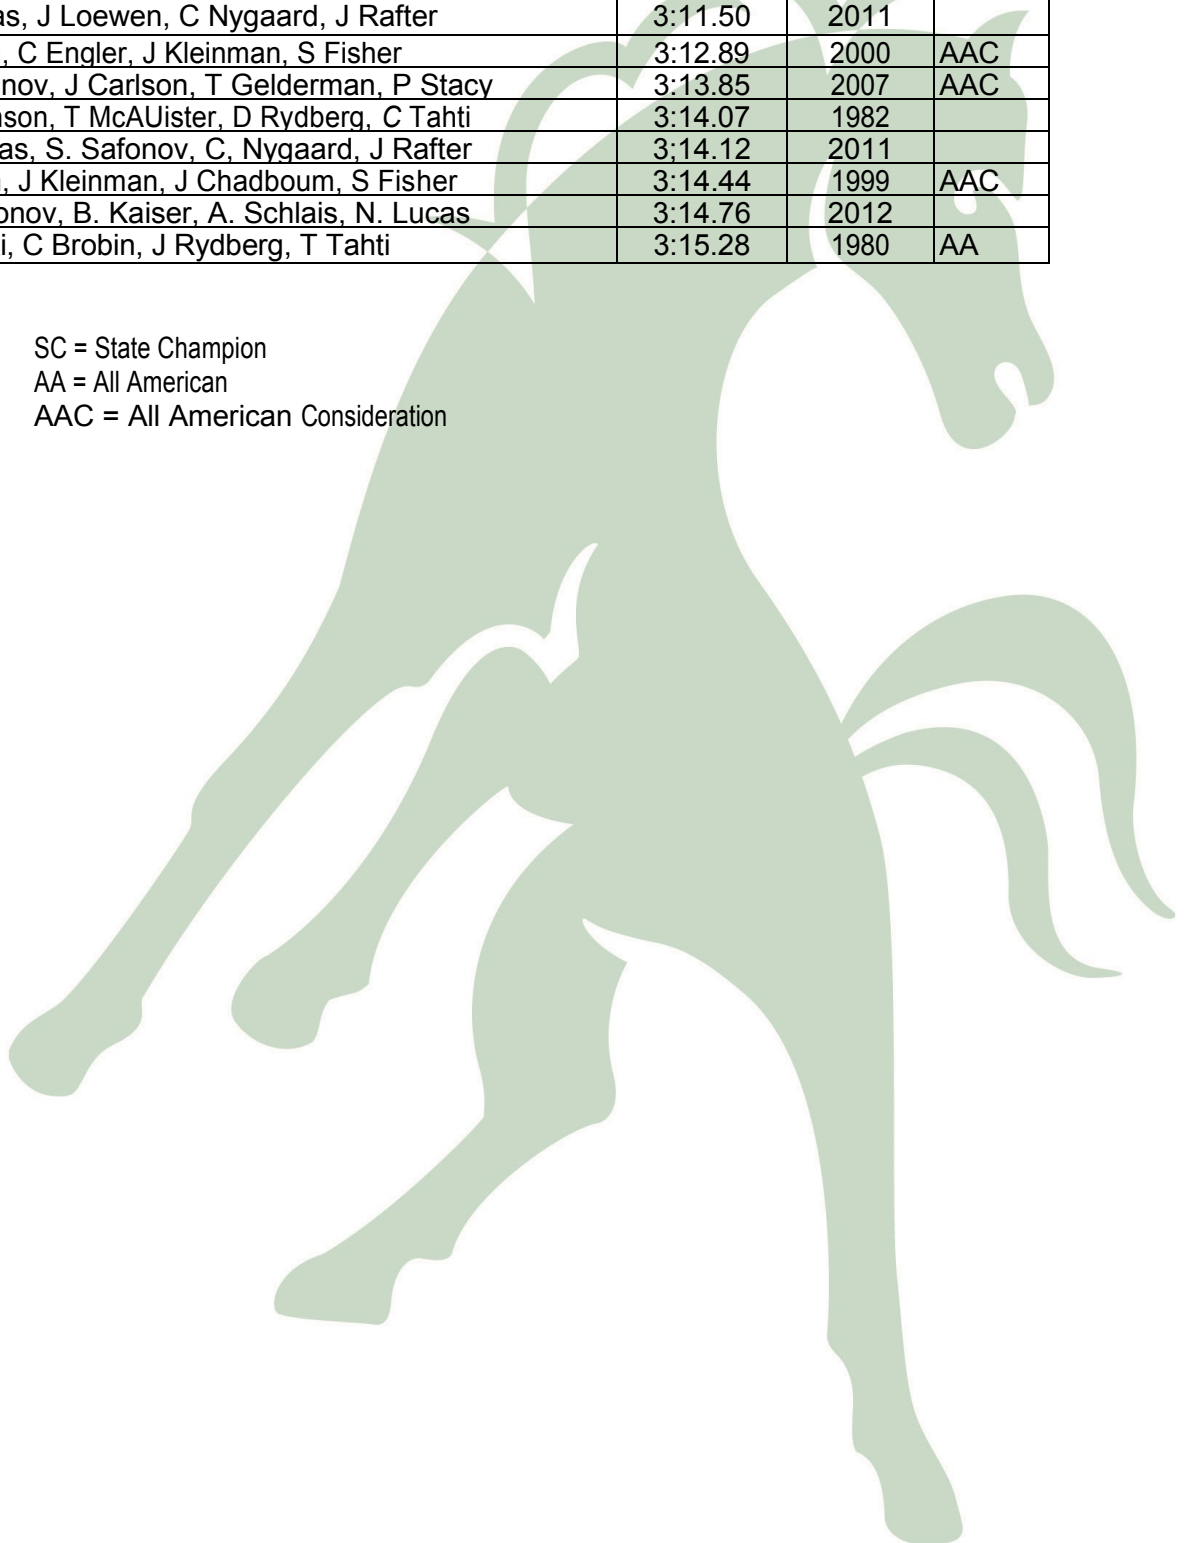 as, J Loewen, C Nygaard, J Rafter 3:11.50 2011
, C Engler, J Kleinman, S Fisher 3:12.89 2000 AAC
nov, J Carlson, T Gelderman, P Stacy 3:13.85 2007 AAC
nson, T McAUister, D Rydberg, C Tahti 3:14.07 1982
as, S. Safonov, C, Nygaard, J Rafter 3;14.12 2011
, J Kleinman, J Chadboum, S Fisher 3:14.44 1999 AAC
onov, B. Kaiser, A. Schlais, N. Lucas 3:14.76 2012
i, C Brobin, J Rydberg, T Tahti 3:15.28 1980 AA
SC = State Champion
AA = All American
AAC = All American Consideration